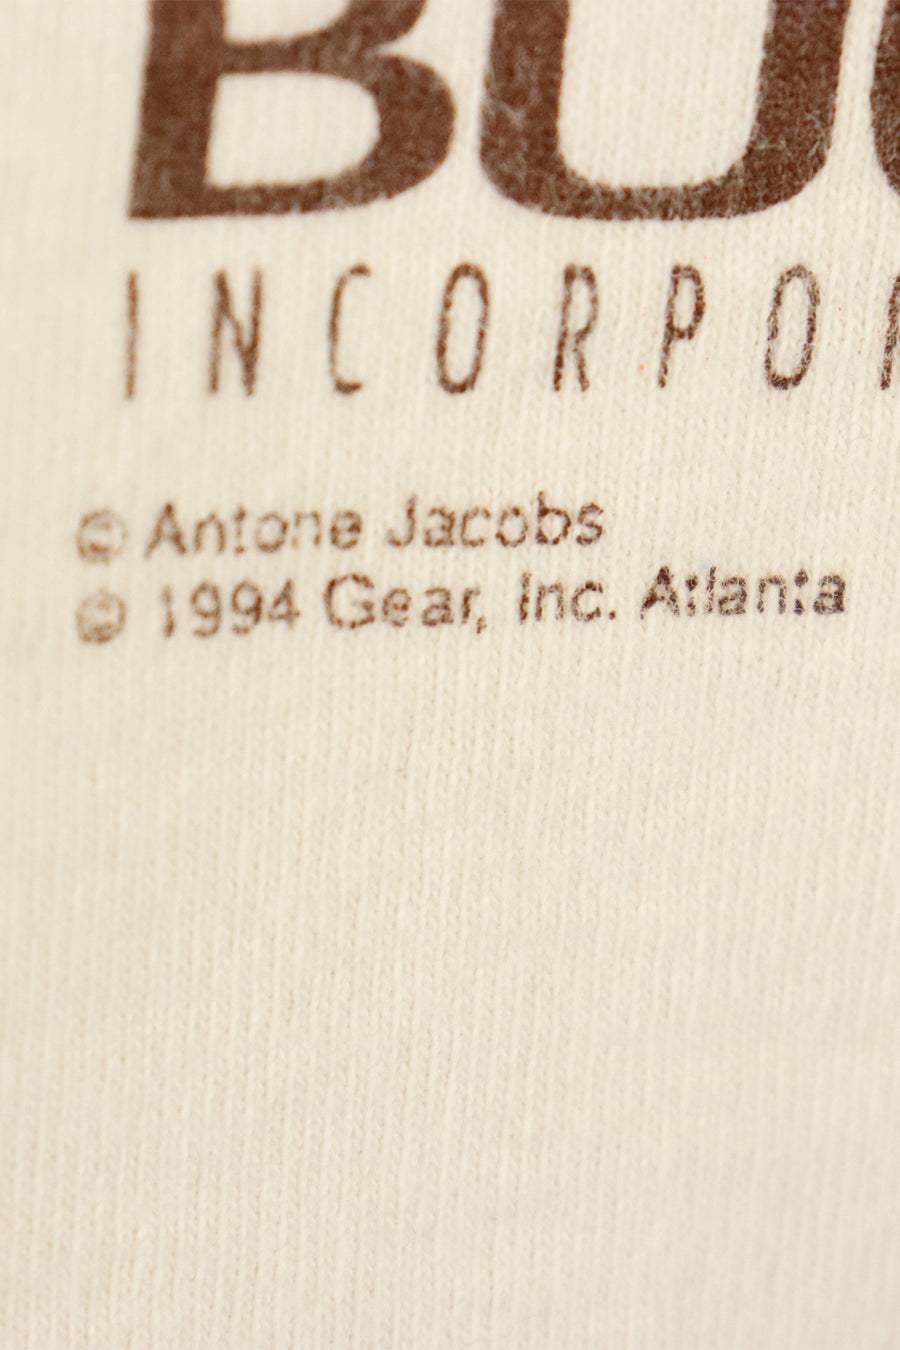 INCORPO
© Antone Jacobs
© 1994 Gear, Inc. Atlanta